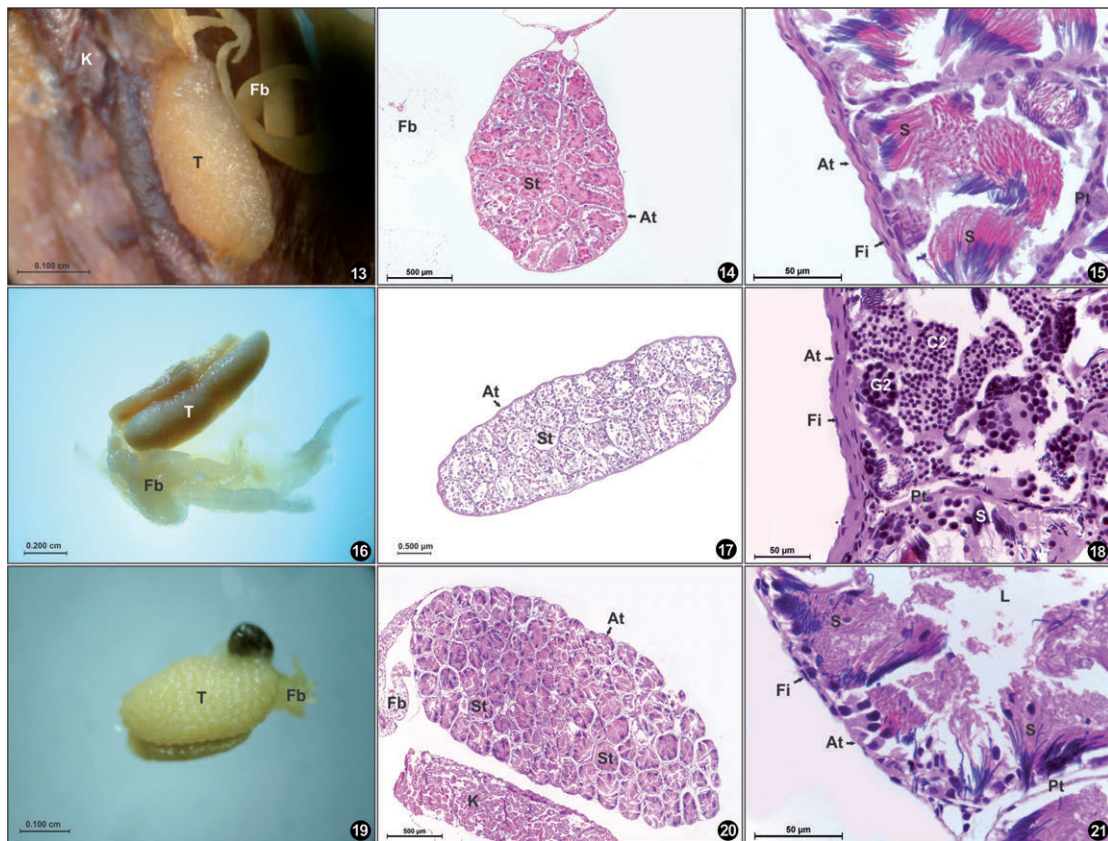 K
Fb
T
0.100 cm
13
Fb
St
At
500 µm
14
S
At
Pt
Fi
S
50 µm
15
T
Fb
0.200 cm
16
At
St
0.500 µm
17
C2
At
G2
Fi
Pt
S
50 µm
18
T
Fb
0.100 cm
19
At
Fb
St
St
K
500 µm
20
L
S
Fi
S
At
Pt
50 µm
21